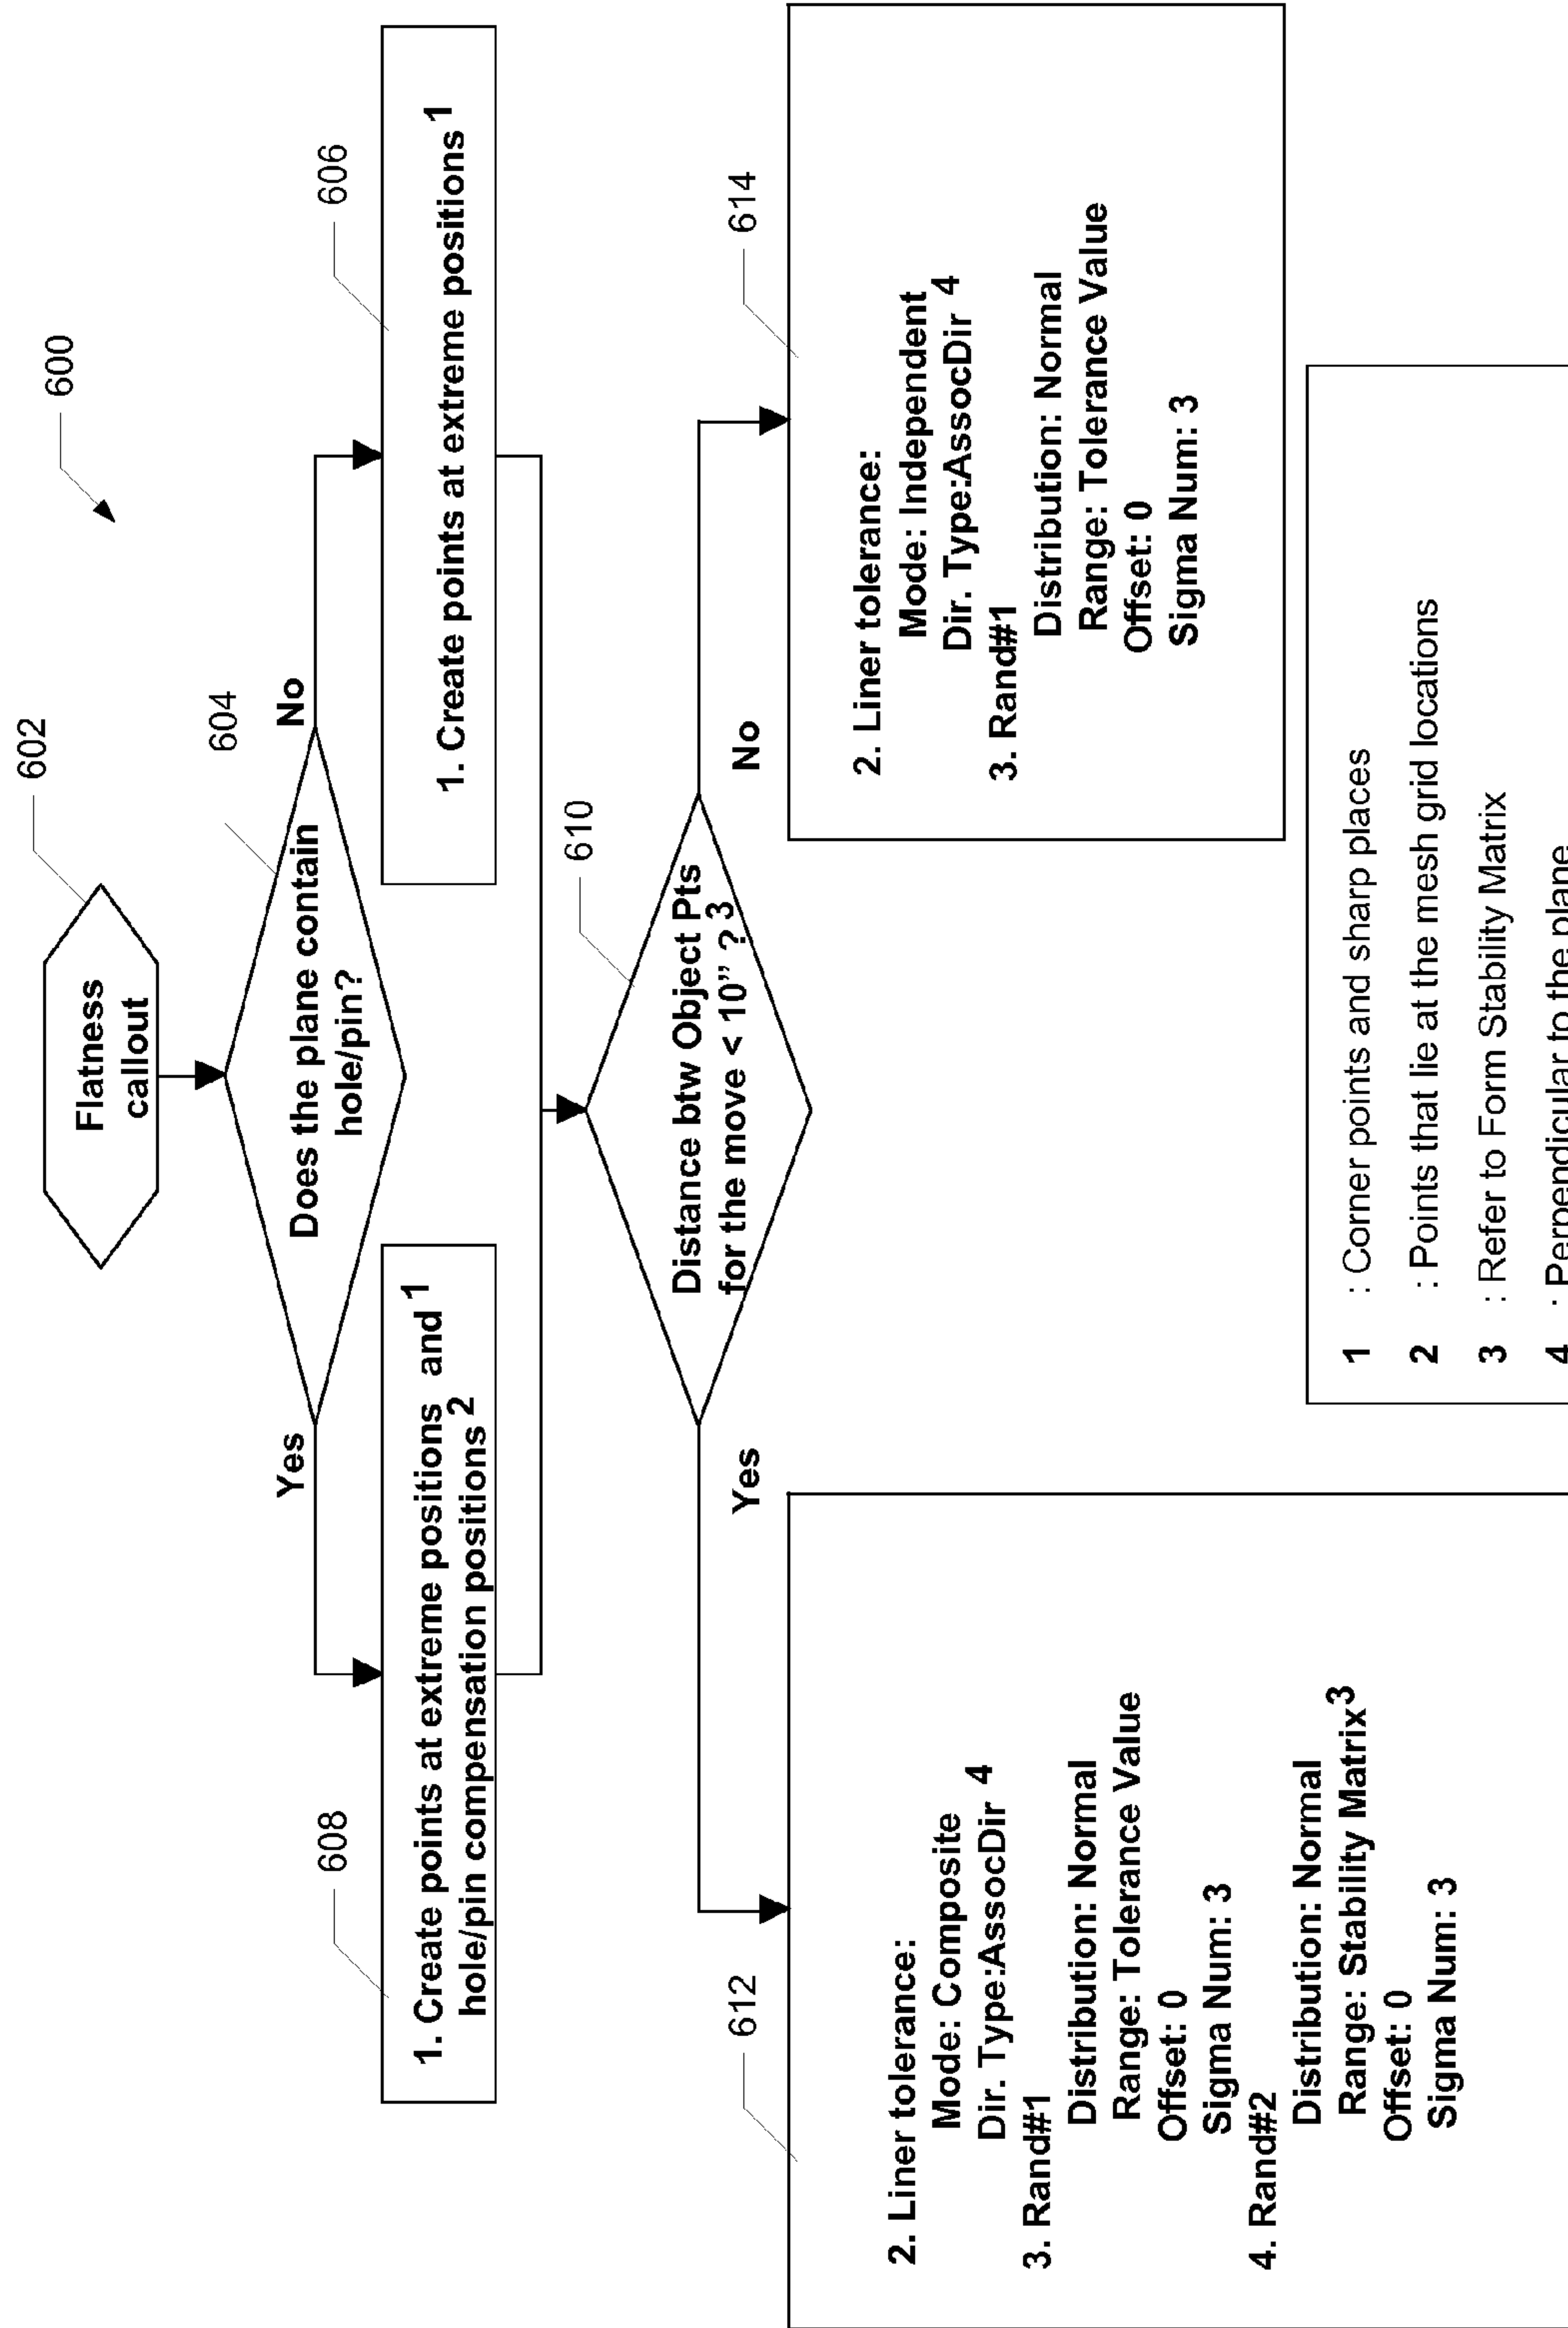 600
602
Flatness
callout
604
Does the plane contain
hole/pin?
Yes
No
608
1. Create points at extreme positions and 1
hole/pin compensation positions 2
606
1. Create points at extreme positions 1
610
Distance btw Object Pts
for the move < 10” ? 3
Yes
No
612
2. Liner tolerance:
Mode: Composite
Dir. Type:AssocDir 4
3. Rand#1
Distribution: Normal
Range: Tolerance Value
Offset: 0
Sigma Num: 3
4. Rand#2
Distribution: Normal
Range: Stability Matrix3
Offset: 0
Sigma Num: 3
614
2. Liner tolerance:
Mode: Independent
Dir. Type:AssocDir 4
3. Rand#1
Distribution: Normal
Range: Tolerance Value
Offset: 0
Sigma Num: 3
1 : Corner points and sharp places
2 : Points that lie at the mesh grid locations
3 : Refer to Form Stability Matrix
4 : Perpendicular to the plane